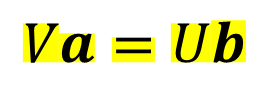 Va = Ub